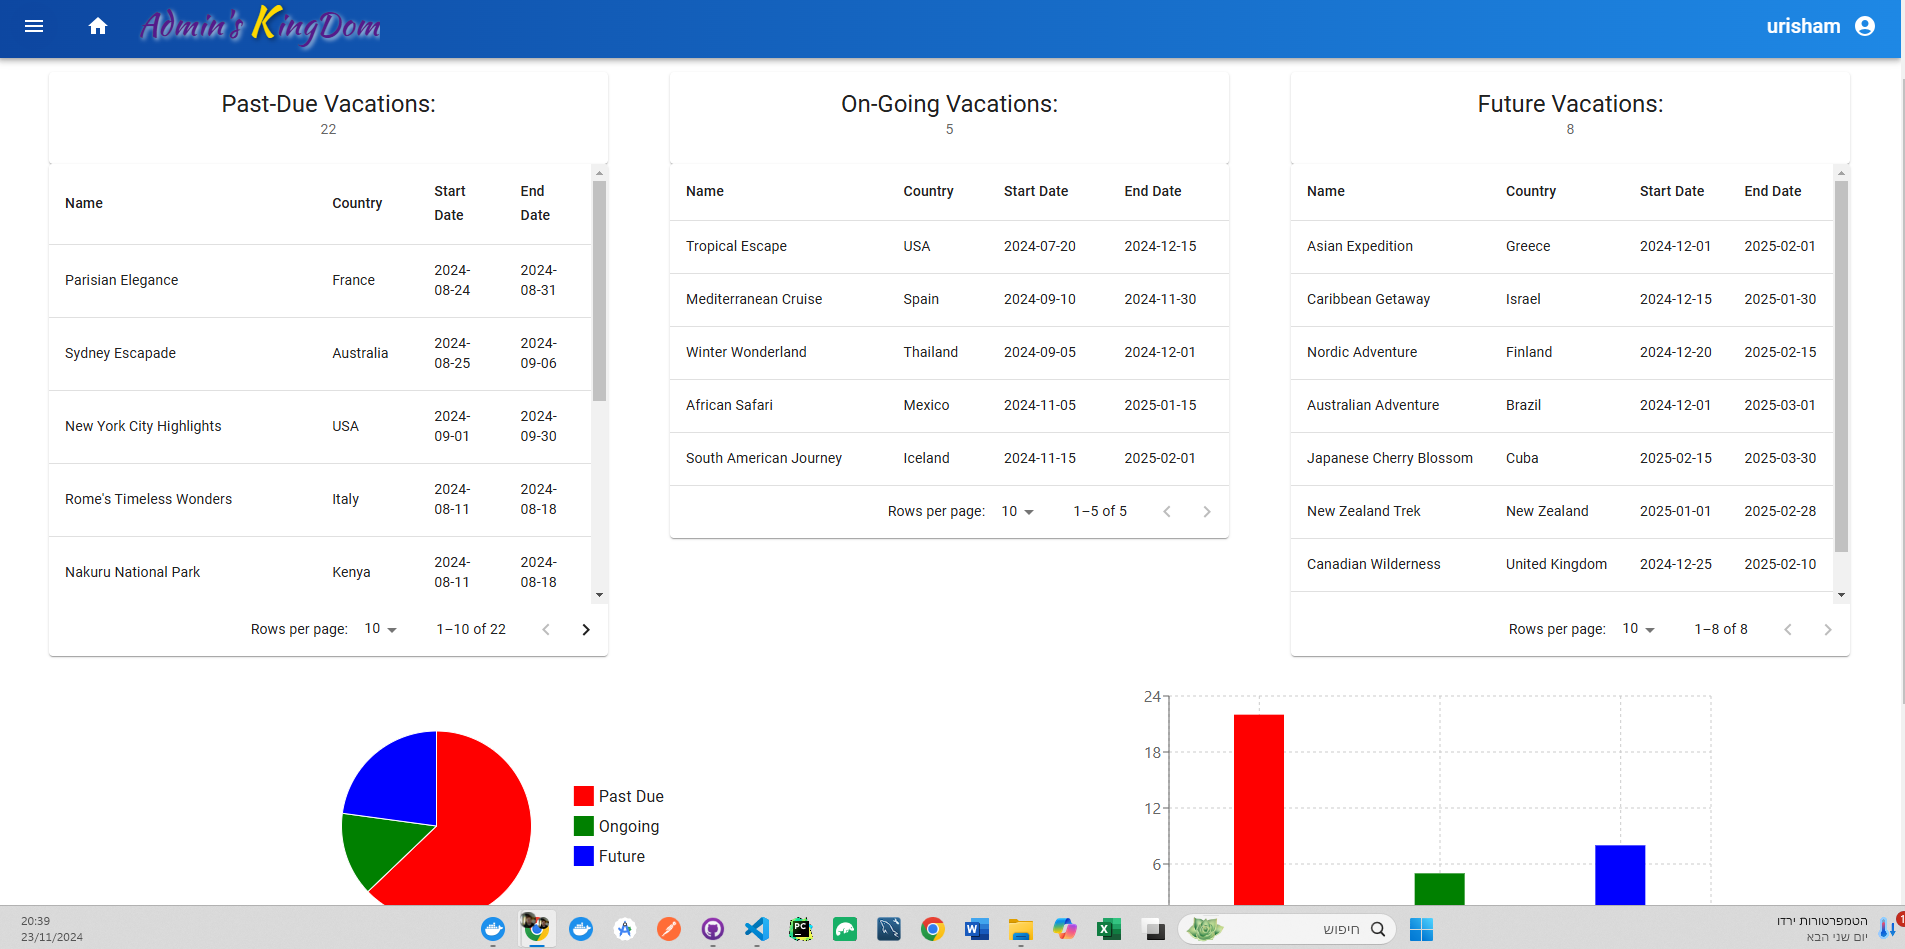 Admin's KingDom
urisham
Past-Due Vacations:
22
Name Country Start Date End Date
Parisian Elegance France 2024-08-24 2024-08-31
Sydney Escapade Australia 2024-08-25 2024-09-06
New York City Highlights USA 2024-09-01 2024-09-30
Rome's Timeless Wonders Italy 2024-08-11 2024-08-18
Nakuru National Park Kenya 2024-08-11 2024-08-18
Rows per page: 10 1–10 of 22
On-Going Vacations:
5
Name Country Start Date End Date
Tropical Escape USA 2024-07-20 2024-12-15
Mediterranean Cruise Spain 2024-09-10 2024-11-30
Winter Wonderland Thailand 2024-09-05 2024-12-01
African Safari Mexico 2024-11-05 2025-01-15
South American Journey Iceland 2024-11-15 2025-02-01
Rows per page: 10 1–5 of 5
Future Vacations:
8
Name Country Start Date End Date
Asian Expedition Greece 2024-12-01 2025-02-01
Caribbean Getaway Israel 2024-12-15 2025-01-30
Nordic Adventure Finland 2024-12-20 2025-02-15
Australian Adventure Brazil 2024-12-01 2025-03-01
Japanese Cherry Blossom Cuba 2025-02-15 2025-03-30
New Zealand Trek New Zealand 2025-01-01 2025-02-28
Canadian Wilderness United Kingdom 2024-12-25 2025-02-10
Rows per page: 10 1–8 of 8
Past Due
Ongoing
Future
24
18
12
6
20:39
23/11/2024
PC
W
X
חיפוש
הטמפרטורות ירדו
יום שני הבא
1